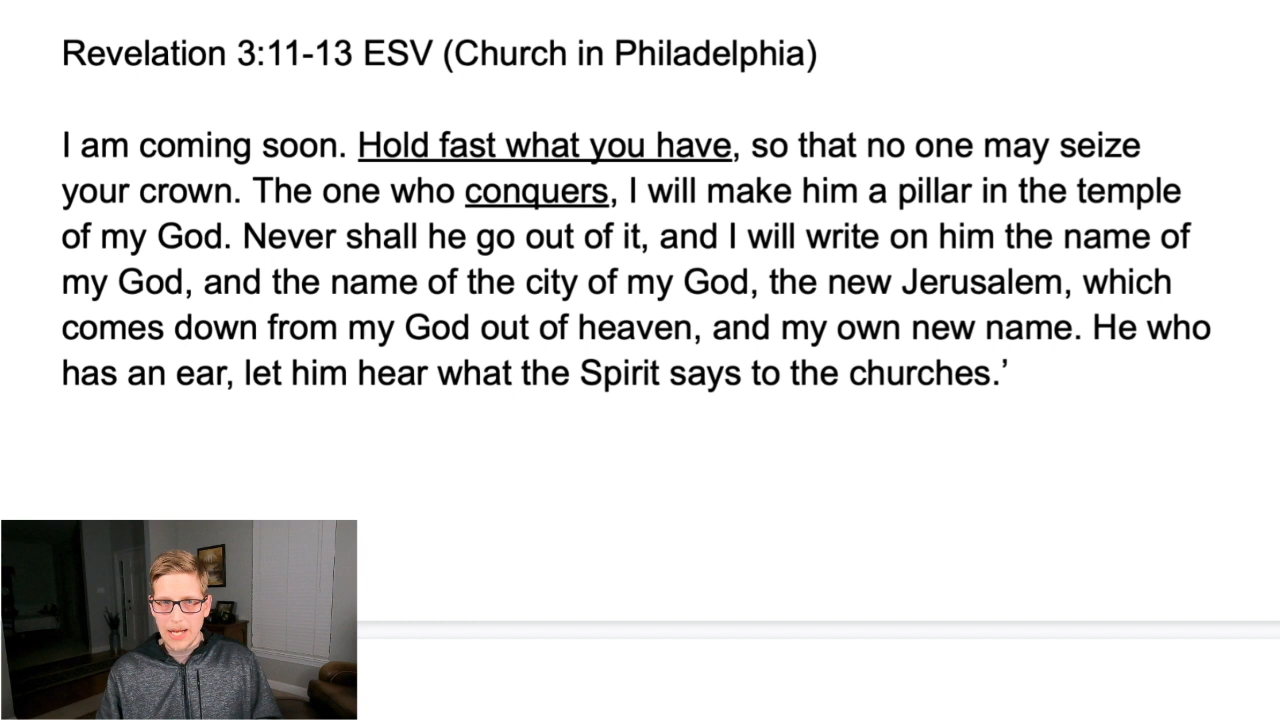 Revelation 3:11-13 ESV (Church in Philadelphia)
I am coming soon. Hold fast what you have, so that no one may seize
your crown. The one who conquers, I will make him a pillar in the temple
of my God. Never shall he go out of it, and I will write on him the name of
my God, and the name of the city of my God, the new Jerusalem, which
comes down from my God out of heaven, and my own new name. He who
has an ear, let him hear what the Spirit says to the churches.’